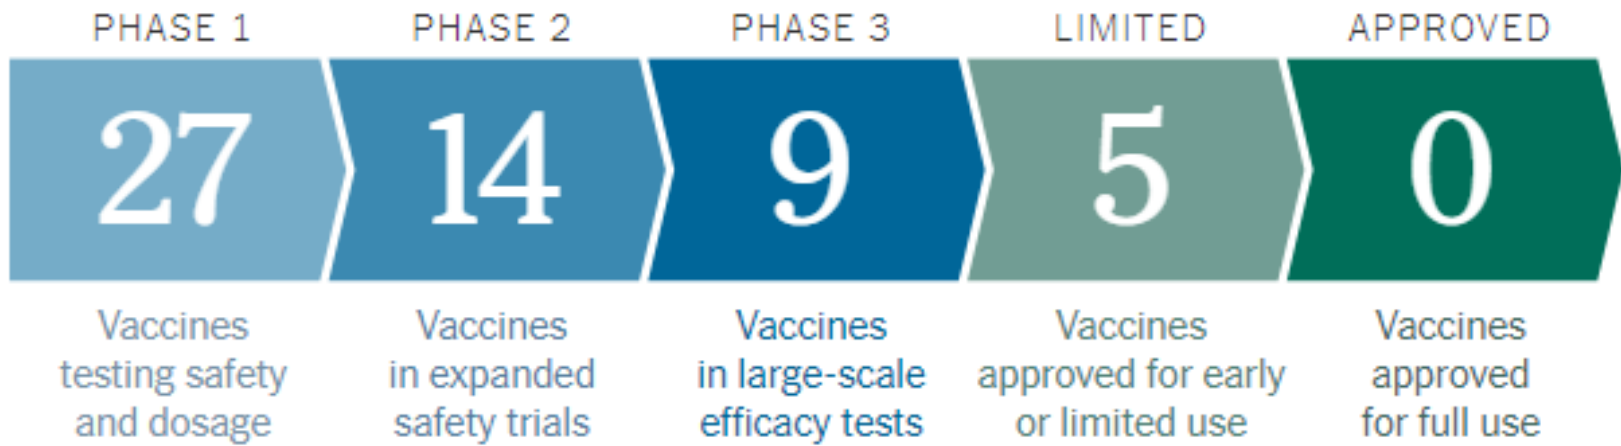 PHASE 1
PHASE 2
PHASE 3
LIMITED
APPROVED
27
14
9
5
0
Vaccines
testing safety
and dosage
Vaccines
in expanded
safety trials
Vaccines
in large-scale
efficacy tests
Vaccines
approved for early
or limited use
Vaccines
approved
for full use